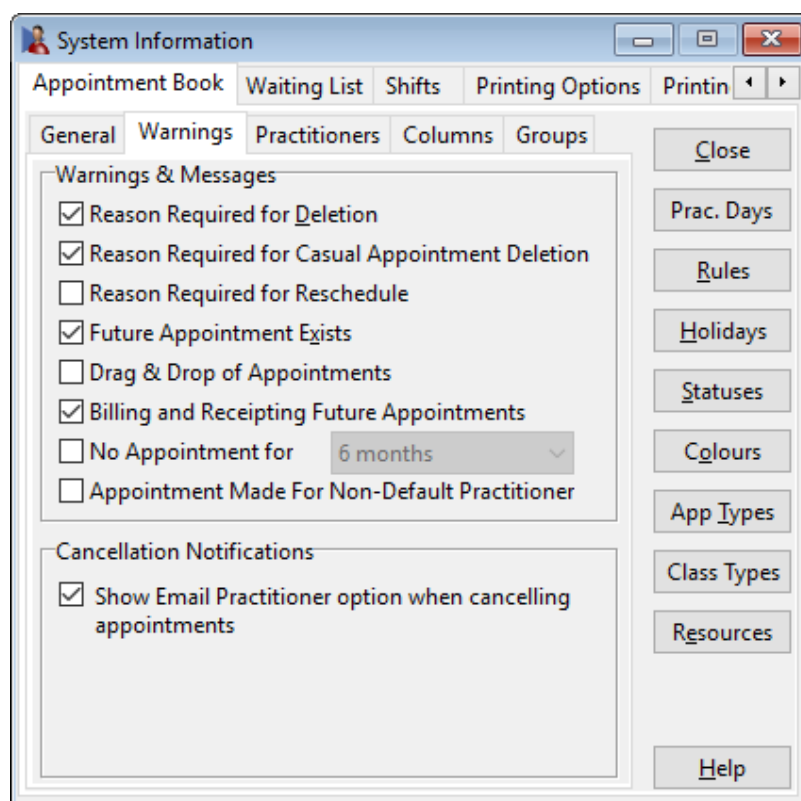 System Information
Appointment Book Waiting List Shifts Printing Options Printin
General Warnings Practitioners Columns Groups
Warnings & Messages
Reason Required for Deletion
Reason Required for Casual Appointment Deletion
Reason Required for Reschedule
Future Appointment Exists
Drag & Drop of Appointments
Billing and Receipting Future Appointments
No Appointment for 6 months
Appointment Made For Non-Default Practitioner
Cancellation Notifications
Show Email Practitioner option when cancelling
appointments
Close
Prac. Days
Rules
Holidays
Statuses
Colours
App Types
Class Types
Resources
Help